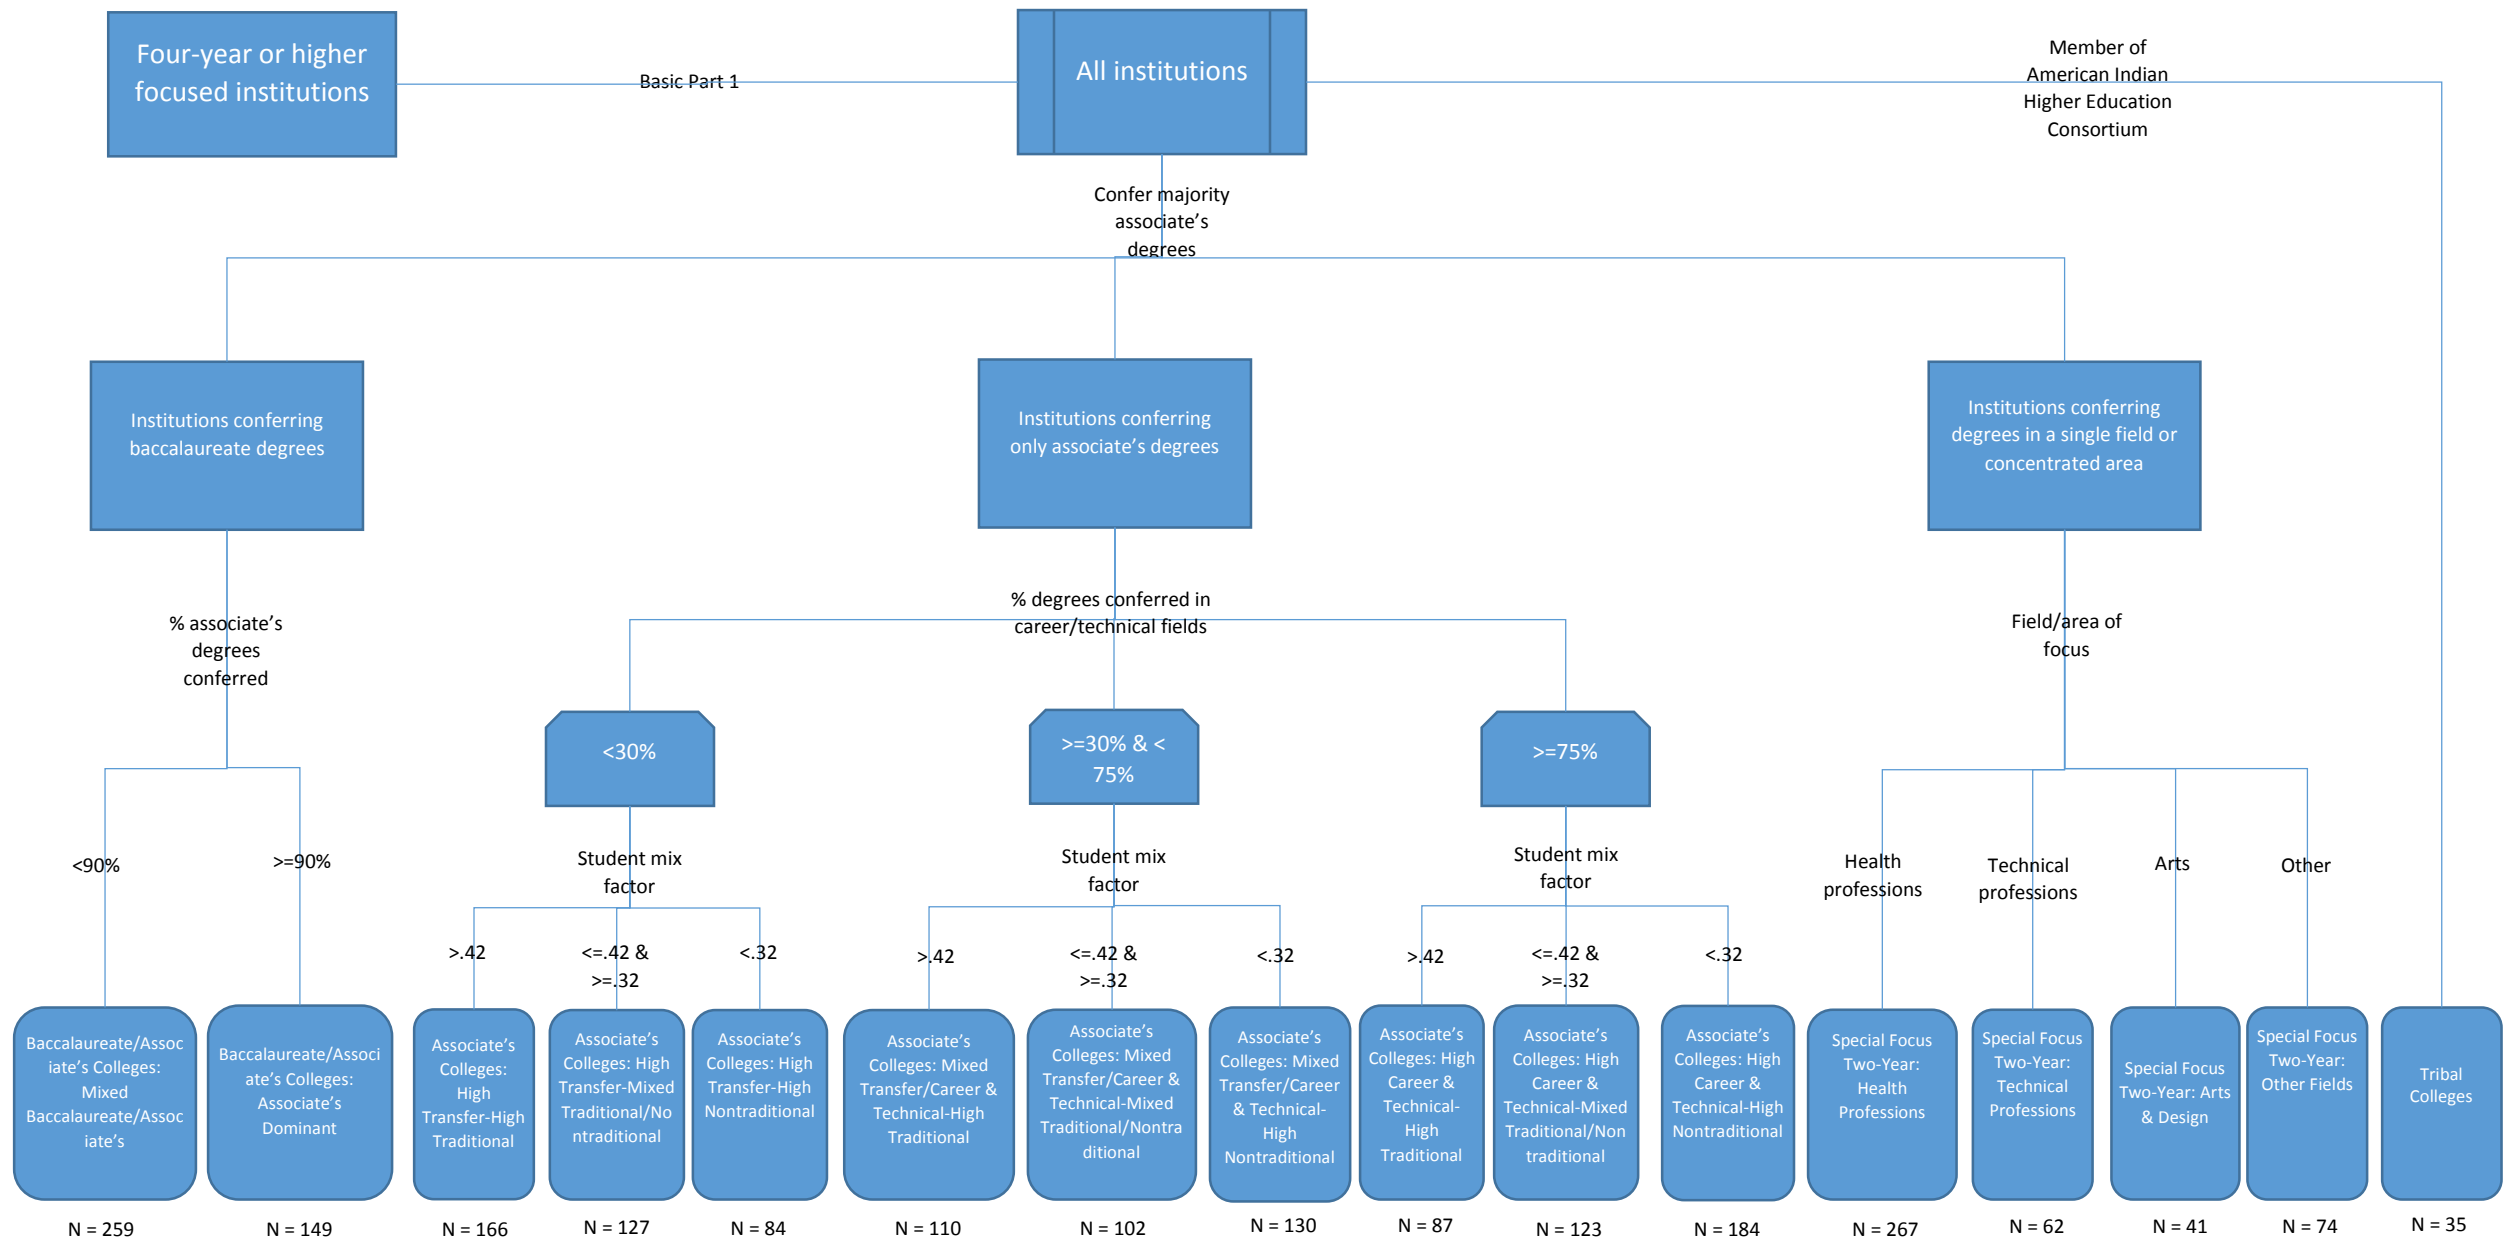 Four-year or higher
focused institutions
Basic Part 1
All institutions
Member of
American Indian
Higher Education
Consortium
Confer majority
associate's
degrees
Institutions conferring
baccalaureate degrees
Institutions conferring
only associate's degrees
Institutions conferring
degrees in a single field or
concentrated area
% associate's
degrees
conferred
% degrees conferred in
career/technical fields
Field/area of
focus
<30%
>=30% & <
75%
>=75%
<90%
>=90%
Student mix
factor
Student mix
factor
Student mix
factor
Health
professions
Technical
professions
Arts
Other
>.42
<=.42 &
>=.32
<.32
>.42
<=.42 &
>=.32
<.32
>.42
<=.42 &
>=.32
<.32
Baccalaureate/Assoc
iate's Colleges:
Mixed
Baccalaureate/Assoc
iate's
Baccalaureate/Associ
ate's Colleges:
Associate's
Dominant
Associate's
Colleges:
High
Transfer-High
Traditional
Associate's
Colleges: High
Transfer-Mixed
Traditional/No
ntraditional
Associate's
Colleges: High
Transfer-High
Nontraditional
Associate's
Colleges: Mixed
Transfer/Career &
Technical-High
Traditional
Associate's
Colleges: Mixed
Transfer/Career &
Technical-Mixed
Traditional/Nontra
ditional
Associate's
Colleges: Mixed
Transfer/Career
& Technical-
High
Nontraditional
Associate's
Colleges: High
Career &
Technical-
High
Traditional
Associate's
Colleges: High
Career &
Technical-Mixed
Traditional/Non
traditional
Associate's
Colleges: High
Career &
Technical-High
Nontraditional
Special Focus
Two-Year:
Health
Professions
Special Focus
Two-Year:
Technical
Professions
Special Focus
Two-Year: Arts
& Design
Special Focus
Two-Year:
Other Fields
Tribal
Colleges
N = 259
N = 149
N = 166
N = 127
N = 84
N = 110
N = 102
N = 130
N = 87
N = 123
N = 184
N = 267
N = 62
N = 41
N = 74
N = 35